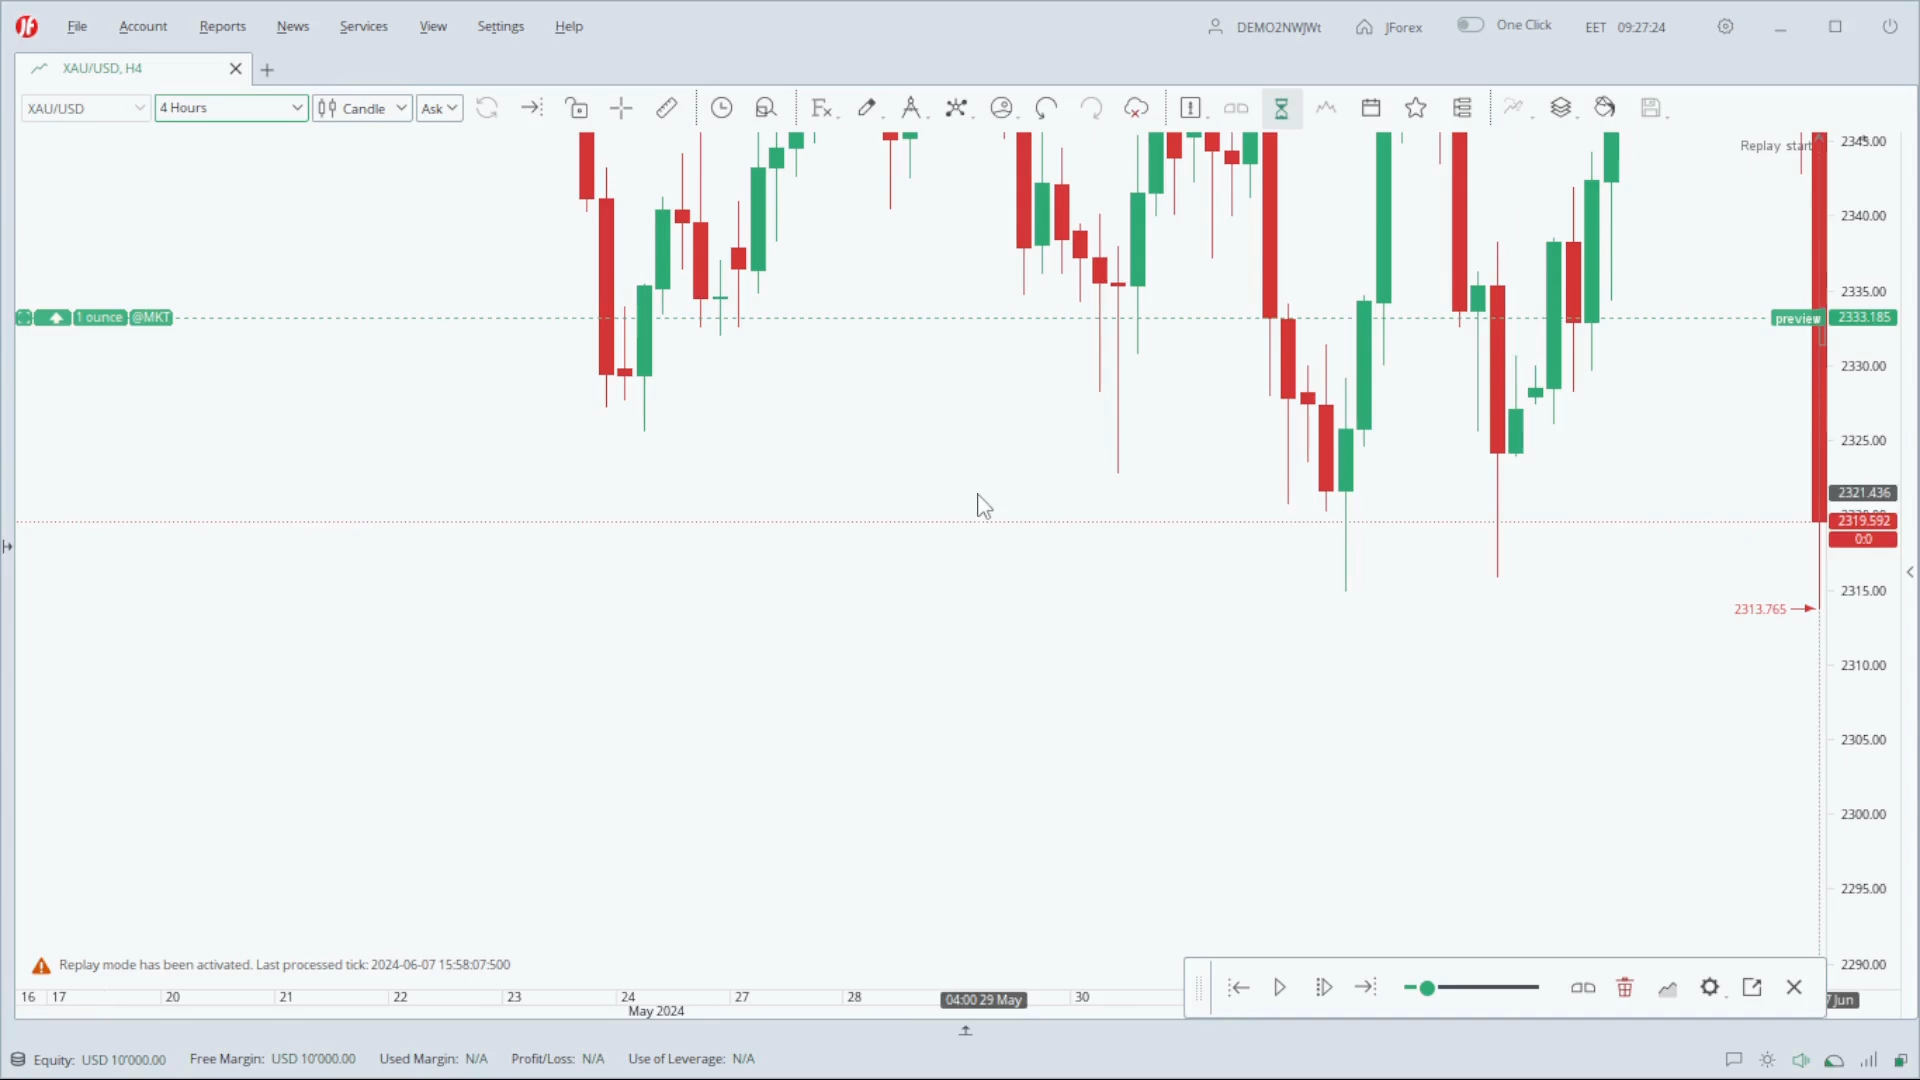 File Account Reports News Services View Settings Help DEMO2NWJWt JForex One Click EET 09:27:24
XAU/USD, H4
XAU/USD 4 Hours Candle Ask
Replay start
2345.00
2340.00
2335.00
1 ounce @MKT preview 2333.185
2330.00
2325.00
2321.436
2319.592
0:0
2315.00
2313.765
2310.00
2305.00
2300.00
2295.00
2290.00
Replay mode has been activated. Last processed tick: 2024-06-07 15:58:07:500
16 17 20 21 22 23 24 27 28 04:00 29 May 30 7 Jun
May 2024
Equity: USD 10'000.00 Free Margin: USD 10'000.00 Used Margin: N/A Profit/Loss: N/A Use of Leverage: N/A